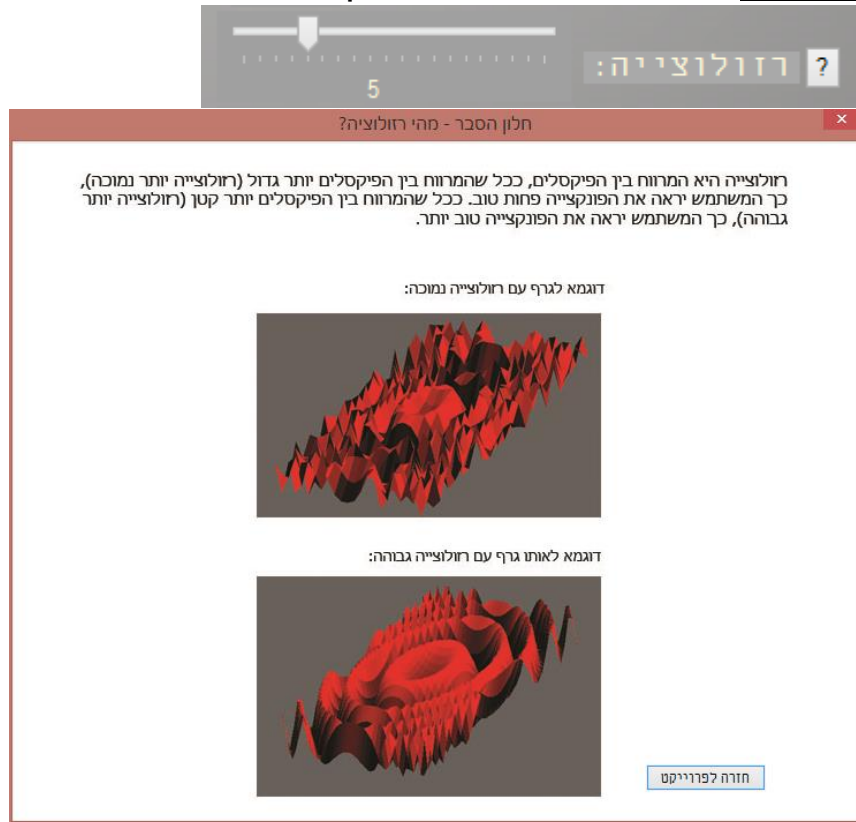 ? רזולוצייה:
5
חלון הסבר - מהי רזולוציה?
רזולוצייה היא המרווח בין הפיקסלים, ככל שהמרווח בין הפיקסלים יותר גדול (רזולוצייה יותר נמוכה),
כך המשתמש יראה את הפונקצייה פחות טוב. ככל שהמרווח בין הפיקסלים יותר קטן (רזולוצייה יותר
גבוהה), כך המשתמש יראה את הפונקצייה טוב יותר.
דוגמא לגרף עם רזולוצייה נמוכה:
דוגמא לאותו גרף עם רזולוצייה גבוהה:
חזרה לפרוייקט